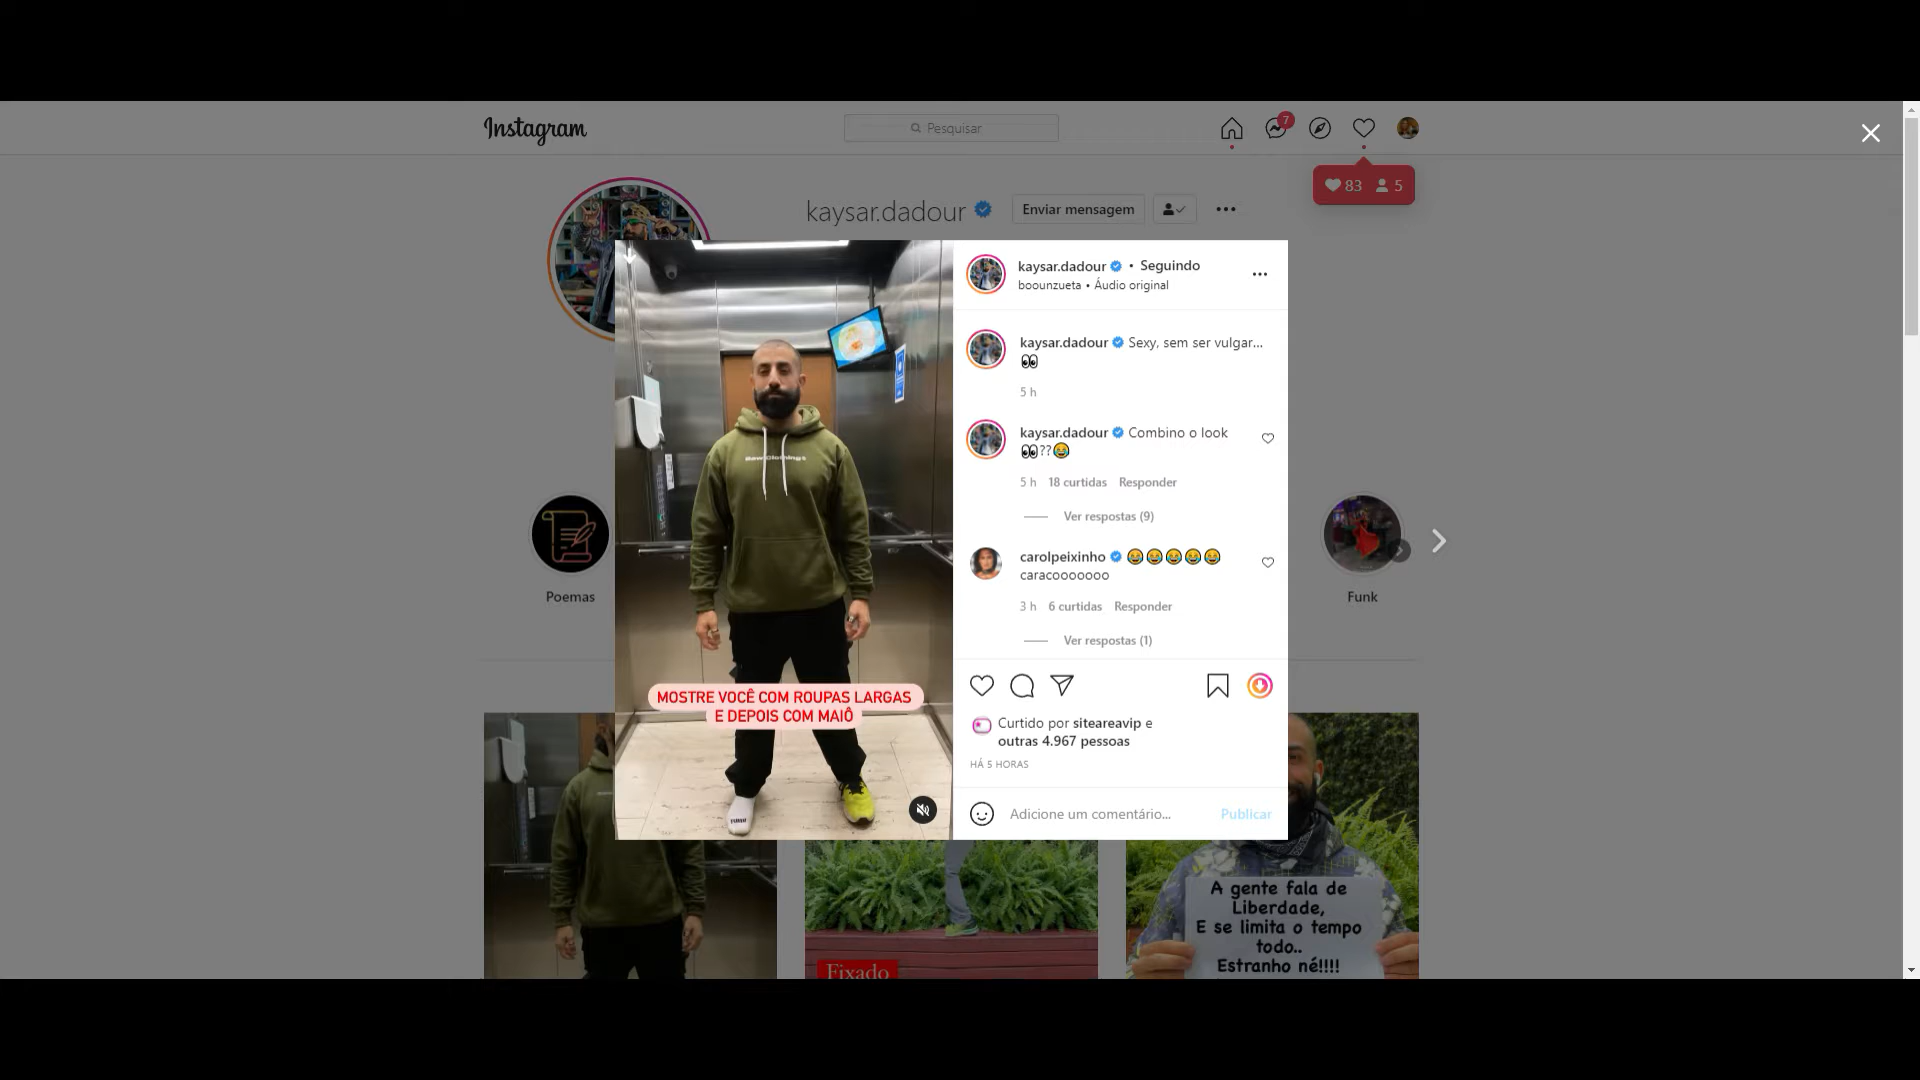 Instagram
Pesquisar
7
83 5
kaysar.dadour
Enviar mensagem
kaysar.dadour • Seguindo
boounzueta • Áudio original
kaysar.dadour Sexy, sem ser vulgar...
👀
5 h
kaysar.dadour Combino o look
👀??😂
5 h 18 curtidas Responder
Ver respostas (9)
carolpeixinho 😂😂😂😂😂
caracooooooo
3 h 6 curtidas Responder
Ver respostas (1)
Poemas
Funk
MOSTRE VOCÊ COM ROUPAS LARGAS
E DEPOIS COM MAIÔ
Curtido por siteareavip e
outras 4.967 pessoas
HÁ 5 HORAS
Adicione um comentário...
Publicar
Fixado
A gente fala de
Liberdade,
E se limita o tempo
todo..
Estranho né!!!!